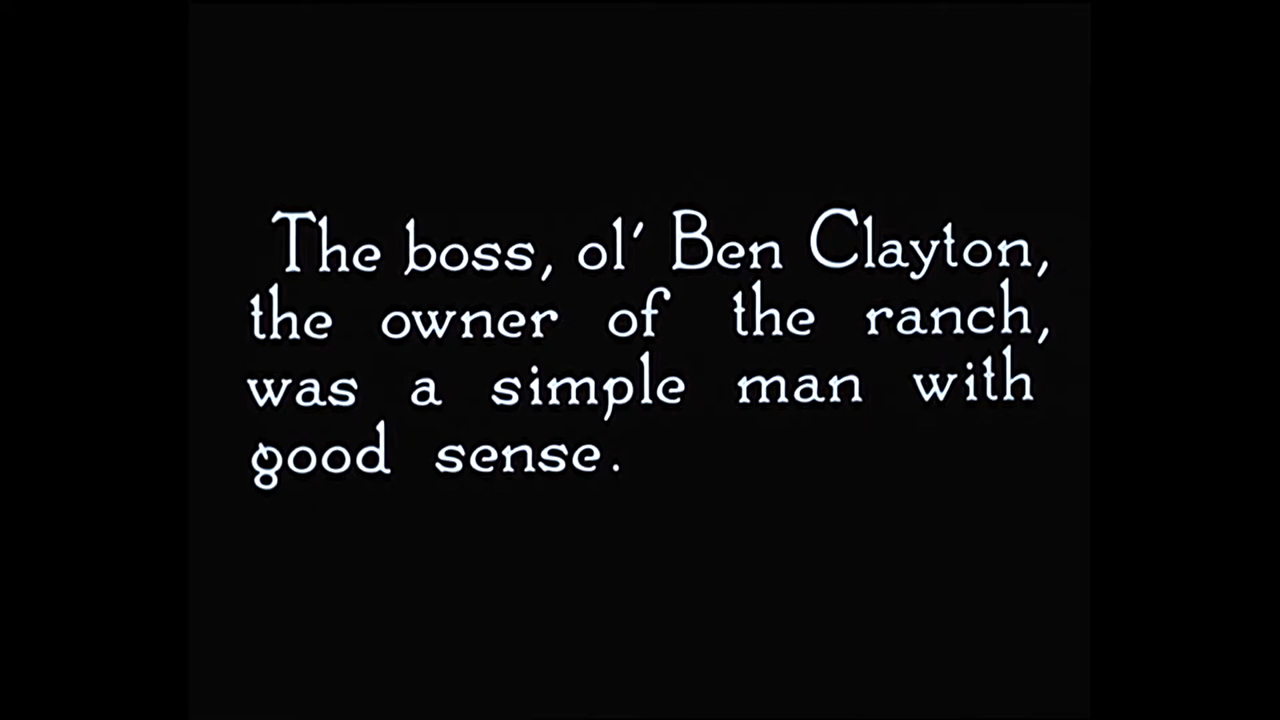 The boss, ol' Ben Clayton,
the owner of the ranch,
was a simple man with
good sense.